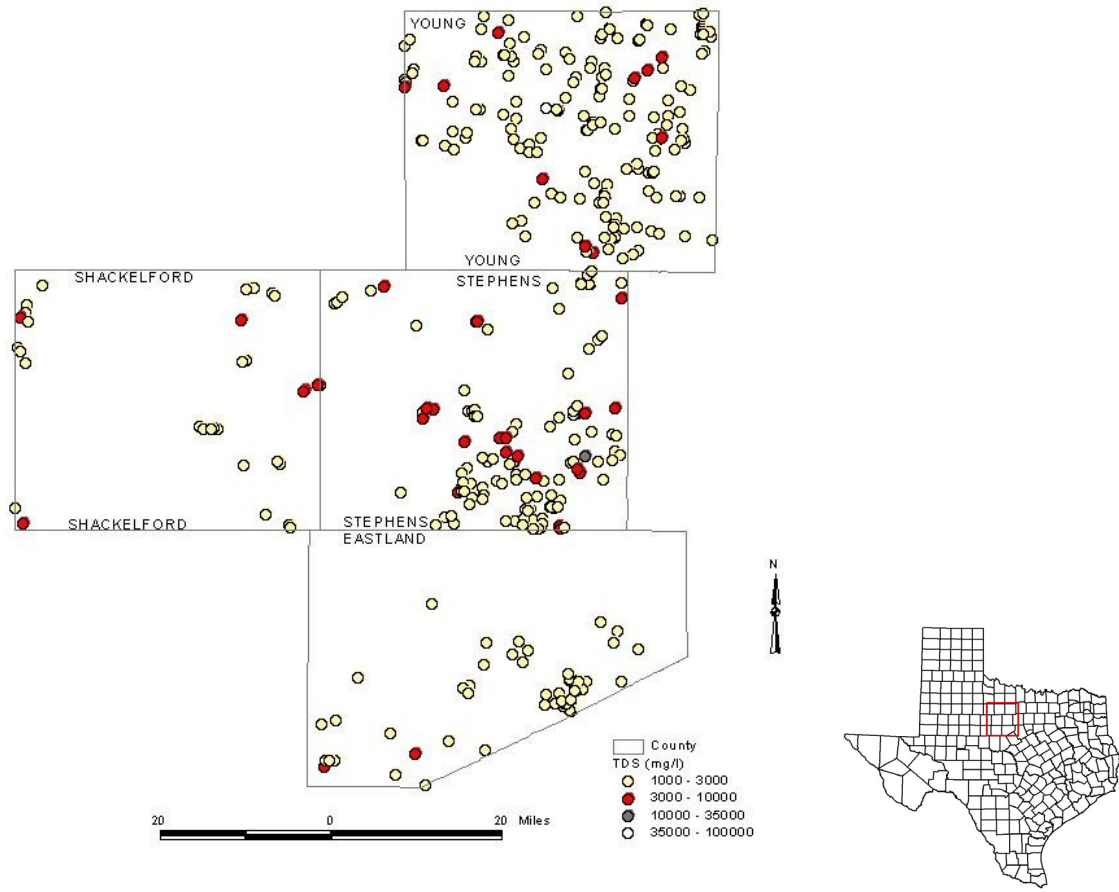 YOUNG
YOUNG
SHACKELFORD
STEPHENS
SHACKELFORD
STEPHENS
EASTLAND
N
County
TDS (mg/l)
1000 - 3000
3000 - 10000
10000 - 35000
35000 - 100000
20 0 20 Miles